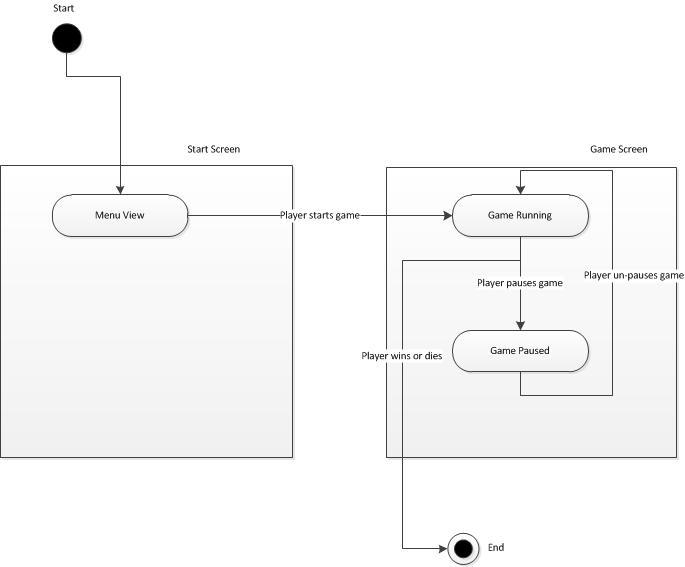 Start
Start Screen
Game Screen
Menu View
Player starts game
Game Running
Player pauses game
Player un-pauses game
Game Paused
Player wins or dies
End